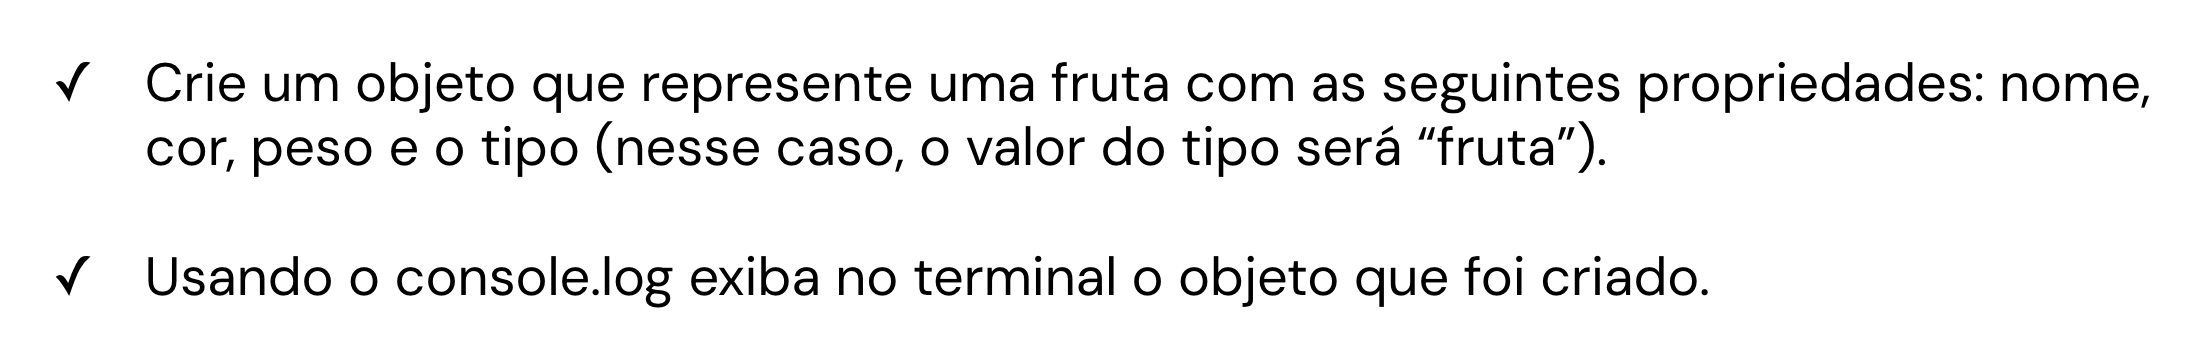 ✓ Crie um objeto que represente uma fruta com as seguintes propriedades: nome,
cor, peso e o tipo (nesse caso, o valor do tipo será “fruta”).
✓ Usando o console.log exiba no terminal o objeto que foi criado.